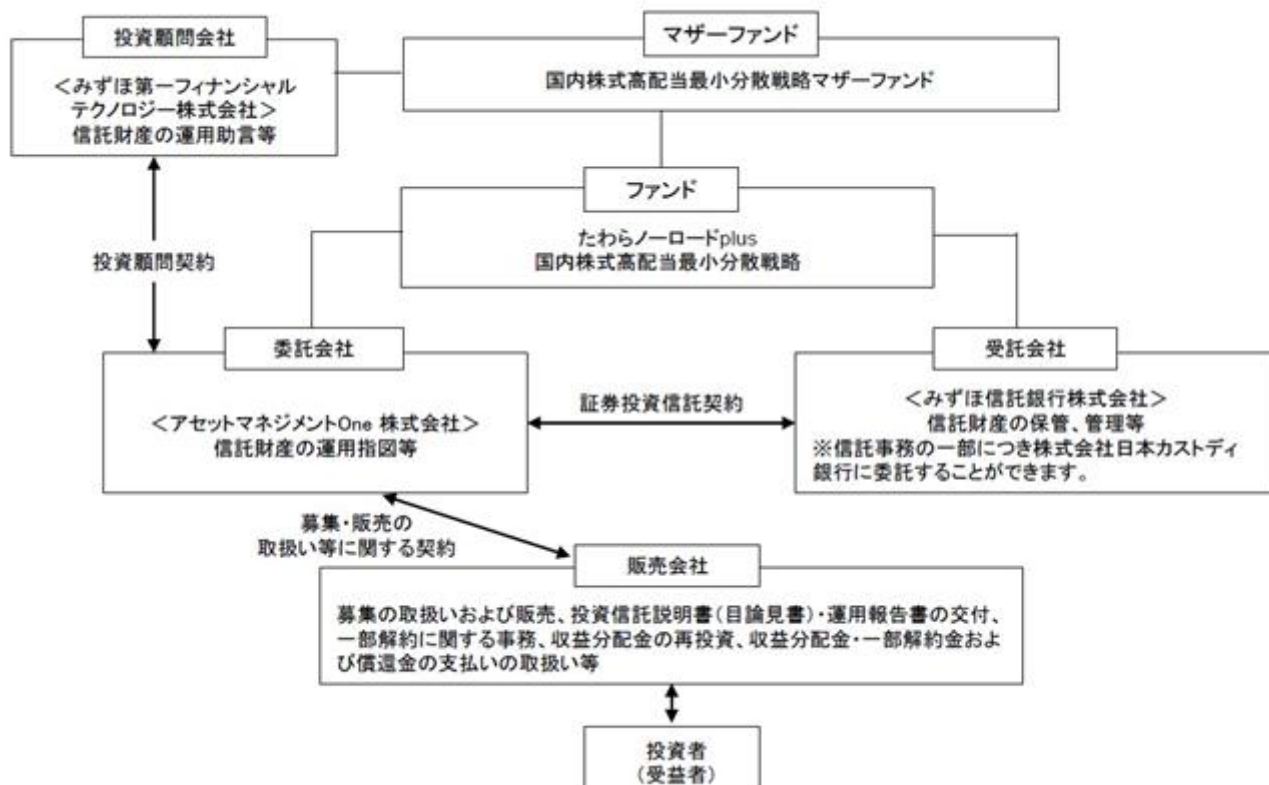 投資顧問会社
＜みずほ第一フィナンシャル
テクノロジー株式会社＞
信託財産の運用助言等
マザーファンド
国内株式高配当最小分散戦略マザーファンド
ファンド
たわらノーロードplus
国内株式高配当最小分散戦略
投資顧問契約
委託会社
＜アセットマネジメントOne 株式会社＞
信託財産の運用指図等
証券投資信託契約
受託会社
＜みずほ信託銀行株式会社＞
信託財産の保管、管理等
※信託事務の一部につき株式会社日本カストディ
銀行に委託することができます。
募集・販売の
取扱い等に関する契約
販売会社
募集の取扱いおよび販売、投資信託説明書（目論見書）・運用報告書の交付、
一部解約に関する事務、収益分配金の再投資、収益分配金・一部解約金およ
び償還金の支払いの取扱い等
投資者
（受益者）